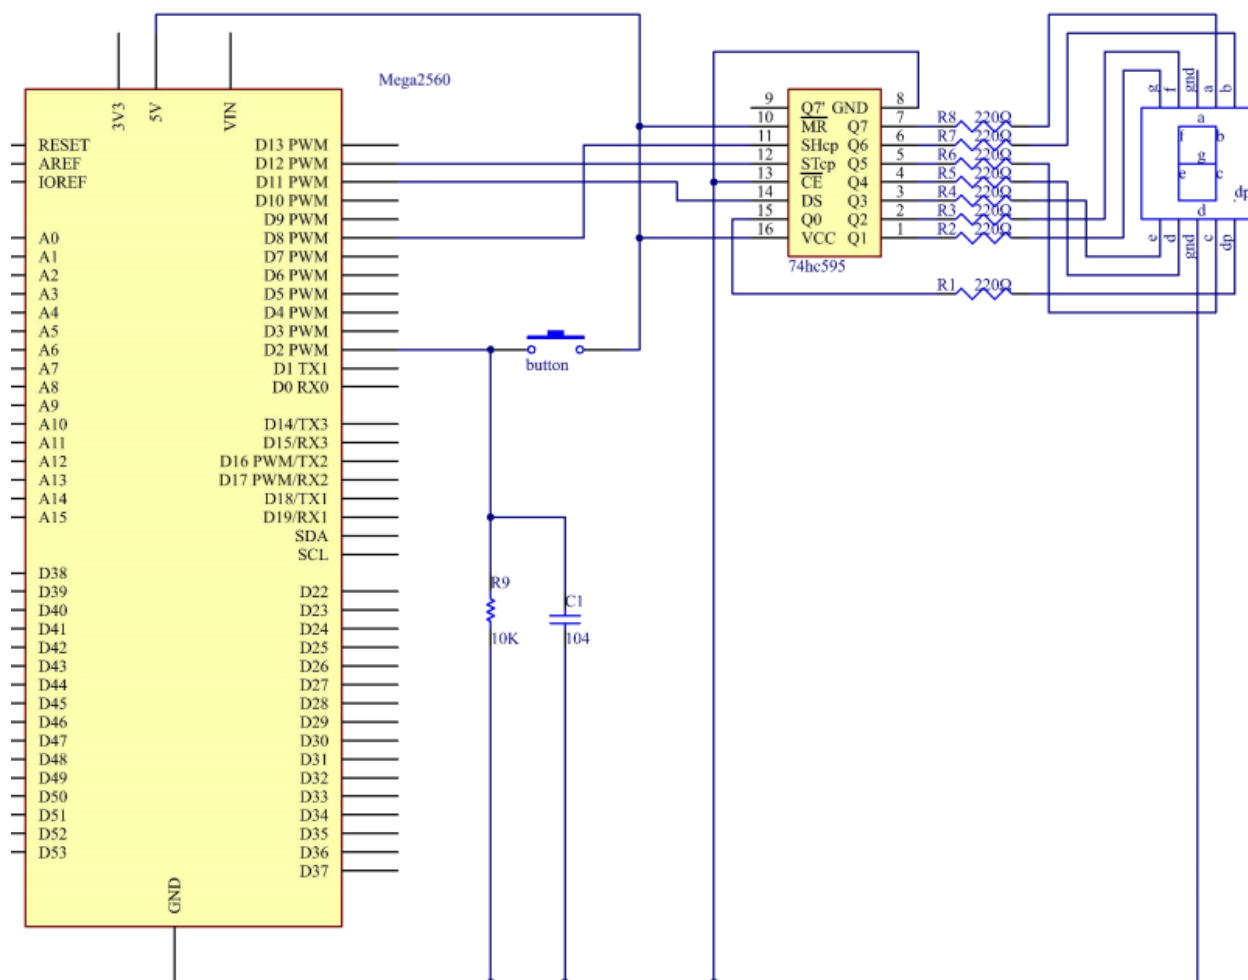 Mega2560
3V3
5V
VIN
RESET
AREF
IOREF
A0
A1
A2
A3
A4
A5
A6
A7
A8
A9
A10
A11
A12
A13
A14
A15
D38
D39
D40
D41
D42
D43
D44
D45
D46
D47
D48
D49
D50
D51
D52
D53
D13 PWM
D12 PWM
D11 PWM
D10 PWM
D9 PWM
D8 PWM
D7 PWM
D6 PWM
D5 PWM
D4 PWM
D3 PWM
D2 PWM
D1 TX1
D0 RX0
D14/TX3
D15/RX3
D16 PWM/TX2
D17 PWM/RX2
D18/TX1
D19/RX1
SDA
SCL
D22
D23
D24
D25
D26
D27
D28
D29
D30
D31
D32
D33
D34
D35
D36
D37
GND
button
R9
10K
C1
104
9 Q7' GND 8
10 MR Q7 7
11 SHcp Q6 6
12 STcp Q5 5
13 CE Q4 4
14 DS Q3 3
15 Q0 Q2 2
16 VCC Q1 1
74hc595
R8 220Ω
R7 220Ω
R6 220Ω
R5 220Ω
R4 220Ω
R3 220Ω
R2 220Ω
R1 220Ω
g f gnd a b
a
f b
g
e c
d
dp
e d gnd c dp